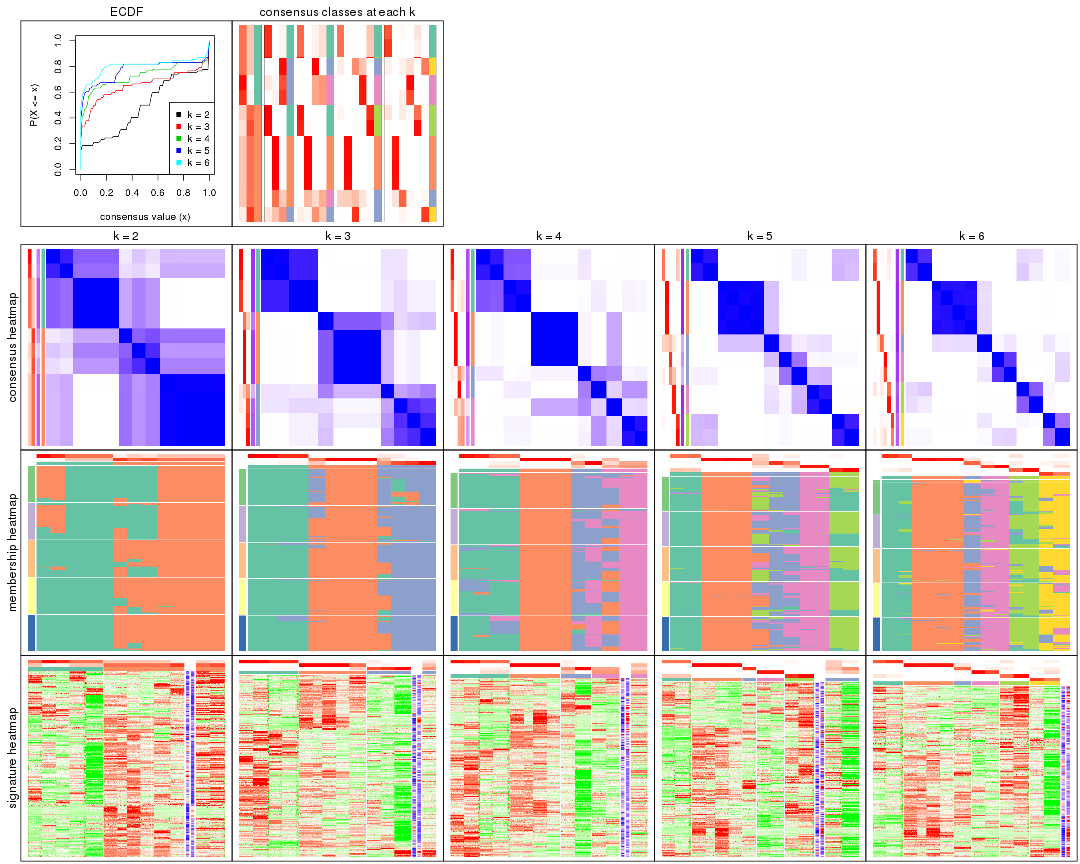 ECDF
consensus classes at each k
P(X <= x)
0.0 0.2 0.4 0.6 0.8 1.0
k = 2
k = 3
k = 4
k = 5
k = 6
0.0 0.2 0.4 0.6 0.8 1.0
consensus value (x)
k = 2
k = 3
k = 4
k = 5
k = 6
consensus heatmap
membership heatmap
signature heatmap